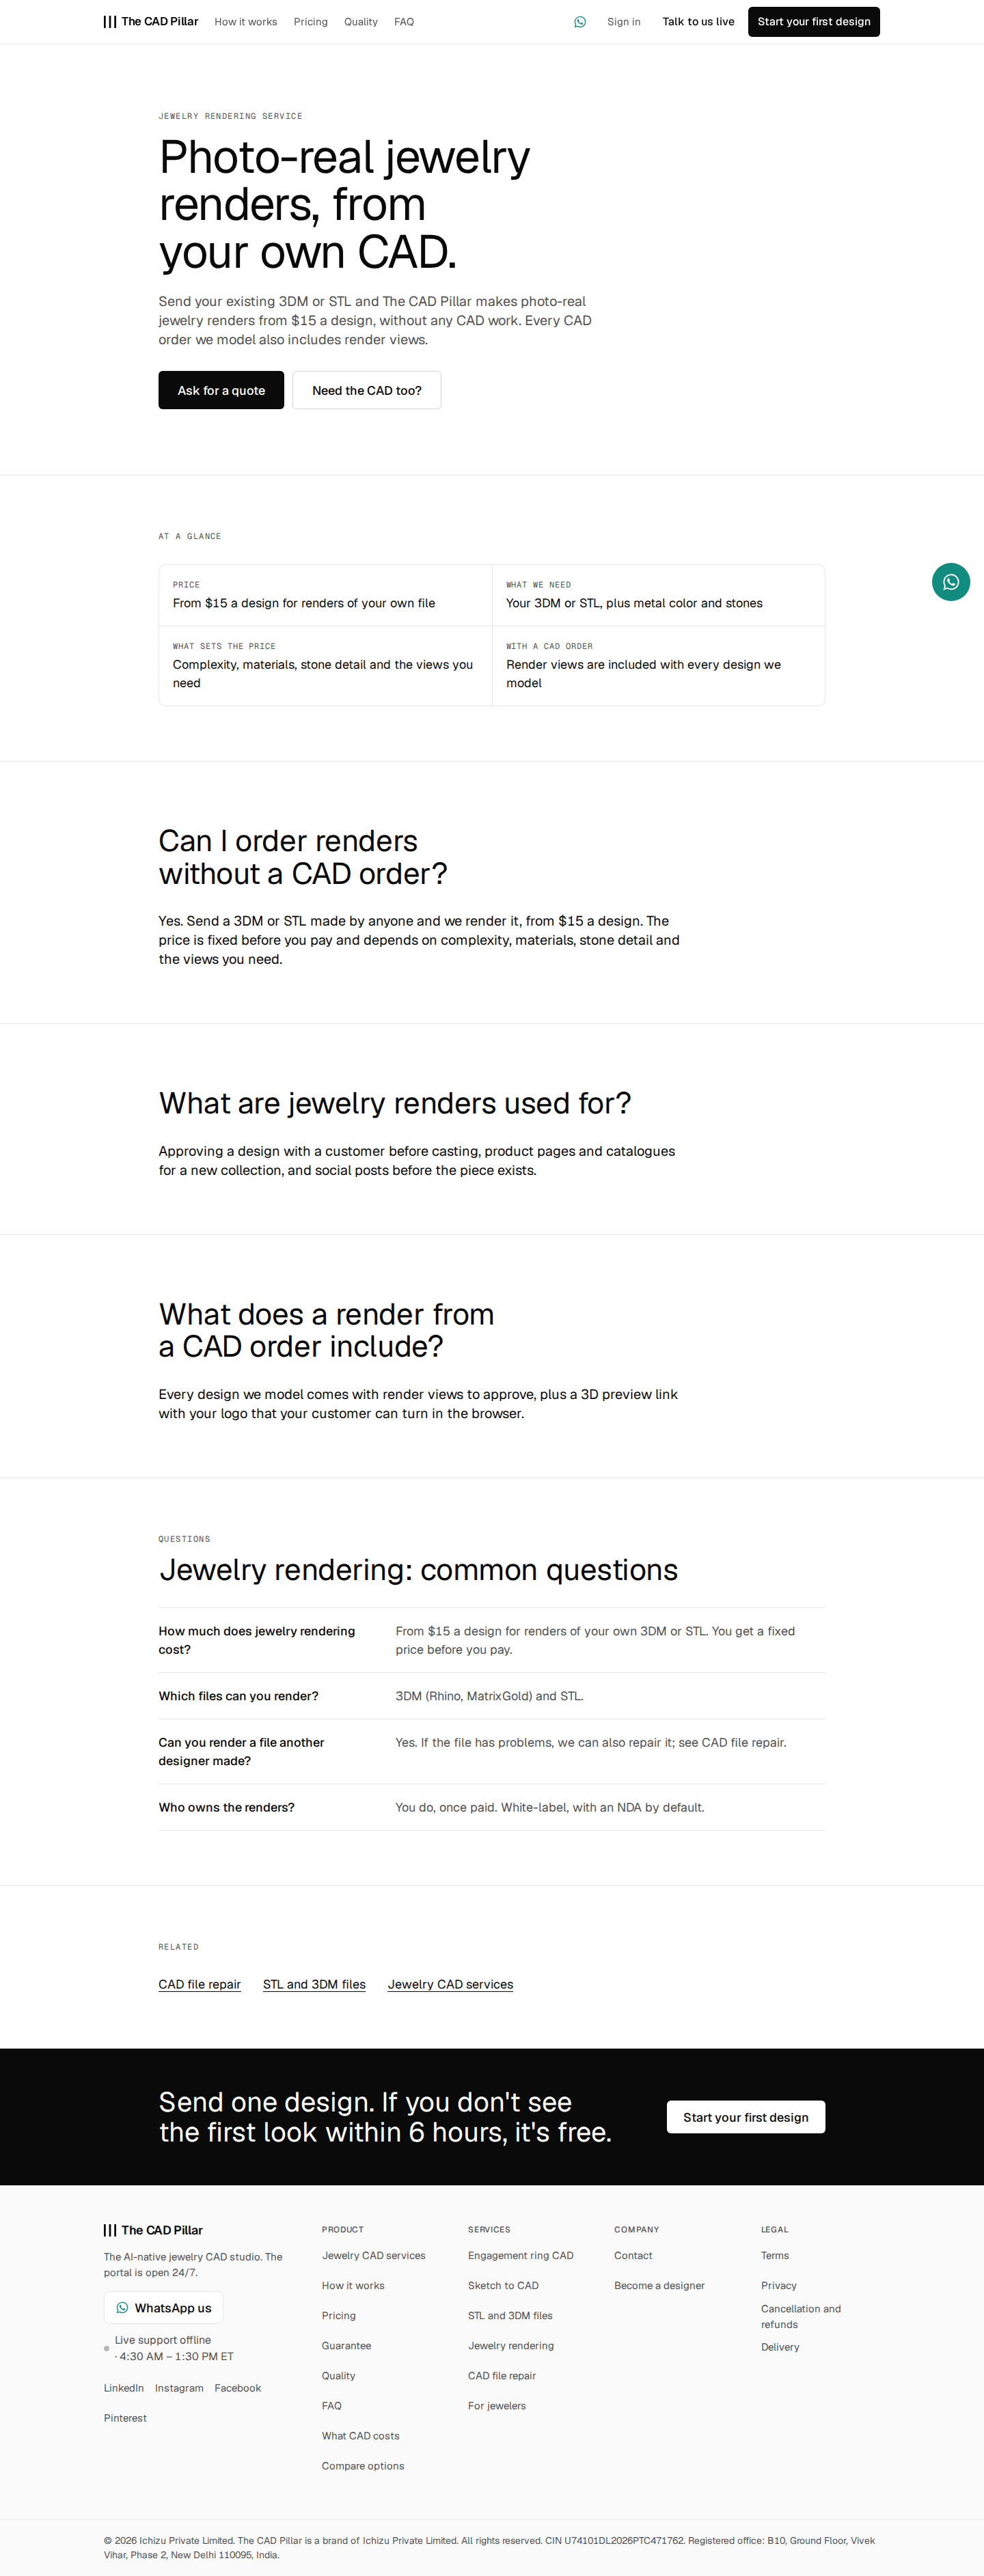 The CAD Pillar
How it works
Pricing
Quality
FAQ
Sign in
Talk to us live
Start your first design
JEWELRY RENDERING SERVICE
Photo-real jewelry
renders, from
your own CAD.
Send your existing 3DM or STL and The CAD Pillar makes photo-real
jewelry renders from $15 a design, without any CAD work. Every CAD
order we model also includes render views.
Ask for a quote
Need the CAD too?
AT A GLANCE
PRICE
From $15 a design for renders of your own file
WHAT WE NEED
Your 3DM or STL, plus metal color and stones
WHAT SETS THE PRICE
Complexity, materials, stone detail and the views you
need
WITH A CAD ORDER
Render views are included with every design we
model
Can I order renders
without a CAD order?
Yes. Send a 3DM or STL made by anyone and we render it, from $15 a design. The
price is fixed before you pay and depends on complexity, materials, stone detail and
the views you need.
What are jewelry renders used for?
Approving a design with a customer before casting, product pages and catalogues
for a new collection, and social posts before the piece exists.
What does a render from
a CAD order include?
Every design we model comes with render views to approve, plus a 3D preview link
with your logo that your customer can turn in the browser.
QUESTIONS
Jewelry rendering: common questions
How much does jewelry rendering
cost?
From $15 a design for renders of your own 3DM or STL. You get a fixed
price before you pay.
Which files can you render?
3DM (Rhino, MatrixGold) and STL.
Can you render a file another
designer made?
Yes. If the file has problems, we can also repair it; see CAD file repair.
Who owns the renders?
You do, once paid. White-label, with an NDA by default.
RELATED
CAD file repair
STL and 3DM files
Jewelry CAD services
Send one design. If you don't see
the first look within 6 hours, it's free.
Start your first design
The CAD Pillar
The AI-native jewelry CAD studio. The
portal is open 24/7.
WhatsApp us
Live support offline
· 4:30 AM – 1:30 PM ET
LinkedIn
Instagram
Facebook
Pinterest
PRODUCT
Jewelry CAD services
How it works
Pricing
Guarantee
Quality
FAQ
What CAD costs
Compare options
SERVICES
Engagement ring CAD
Sketch to CAD
STL and 3DM files
Jewelry rendering
CAD file repair
For jewelers
COMPANY
Contact
Become a designer
LEGAL
Terms
Privacy
Cancellation and
refunds
Delivery
© 2026 Ichizu Private Limited. The CAD Pillar is a brand of Ichizu Private Limited. All rights reserved. CIN U74101DL2026PTC471762. Registered office: B10, Ground Floor, Vivek
Vihar, Phase 2, New Delhi 110095, India.